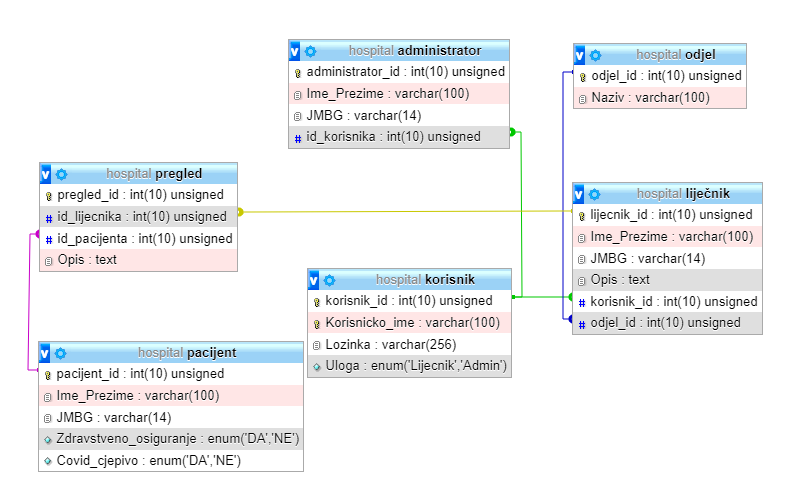 hospital administrator
administrator_id : int(10) unsigned
Ime_Prezime : varchar(100)
JMBG : varchar(14)
# id_korisnika : int(10) unsigned
hospital odjel
odjel_id : int(10) unsigned
Naziv : varchar(100)
hospital pregled
pregled_id : int(10) unsigned
# id_lijecnika : int(10) unsigned
# id_pacijenta : int(10) unsigned
Opis : text
hospital liječnik
lijecnik_id : int(10) unsigned
Ime_Prezime : varchar(100)
JMBG : varchar(14)
Opis : text
# korisnik_id : int(10) unsigned
# odjel_id : int(10) unsigned
hospital korisnik
korisnik_id : int(10) unsigned
Korisnicko_ime : varchar(100)
Lozinka : varchar(256)
Uloga : enum('Lijecnik','Admin')
hospital pacijent
pacijent_id : int(10) unsigned
Ime_Prezime : varchar(100)
JMBG : varchar(14)
Zdravstveno_osiguranje : enum('DA','NE')
Covid_cjepivo : enum('DA','NE')